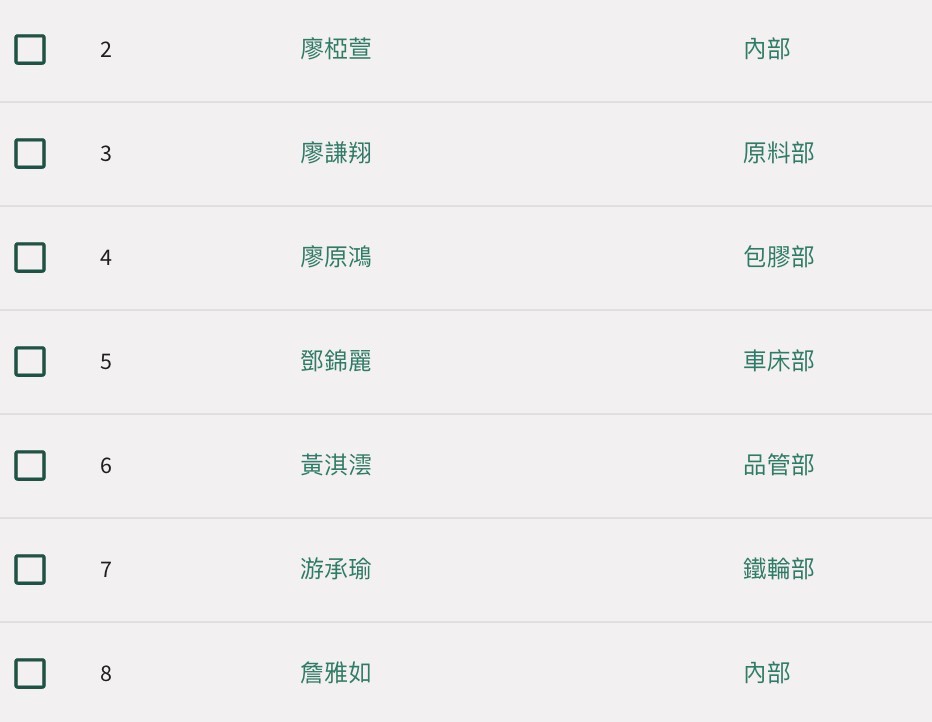 2 廖椏萱 內部
3 廖謙翔 原料部
4 廖原鴻 包膠部
5 鄧錦麗 車床部
6 黃淇澐 品管部
7 游承瑜 鐵輪部
8 詹雅如 內部